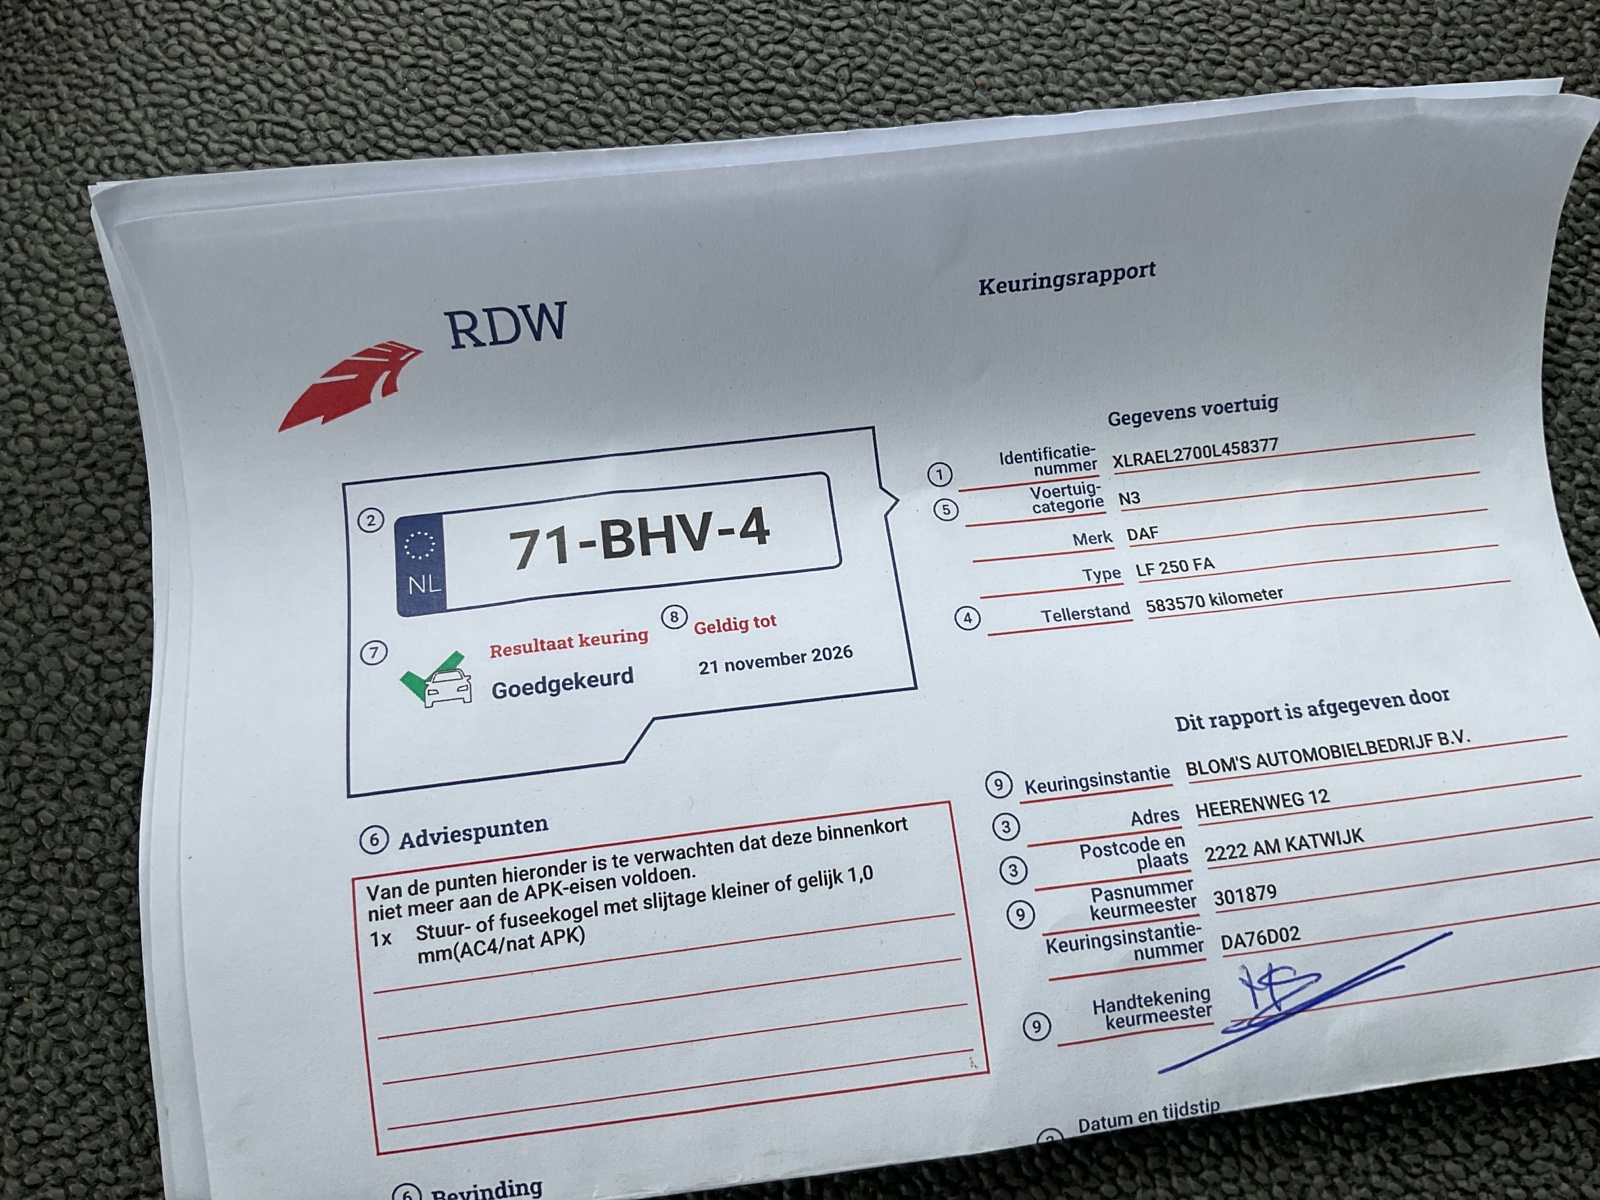 RDW
Keuringsrapport
2
NL
71-BHV-4
7
Resultaat keuring
Goedgekeurd
8
Geldig tot
21 november 2026
Gegevens voertuig
1 Identificatie-
nummer XLRAEL2700L458377
5 Voertuig-
categorie N3
Merk DAF
Type LF 250 FA
4 Tellerstand 583570 kilometer
Dit rapport is afgegeven door
9 Keuringsinstantie BLOM'S AUTOMOBIELBEDRIJF B.V.
3 Adres HEERENWEG 12
3 Postcode en
plaats 2222 AM KATWIJK
9 Pasnummer
keurmeester 301879
Keuringsinstantie-
nummer DA76D02
9 Handtekening
keurmeester
Datum en tijdstip
6 Adviespunten
Van de punten hieronder is te verwachten dat deze binnenkort
niet meer aan de APK-eisen voldoen.
1x Stuur- of fuseekogel met slijtage kleiner of gelijk 1,0
mm(AC4/nat APK)
6 Bevinding